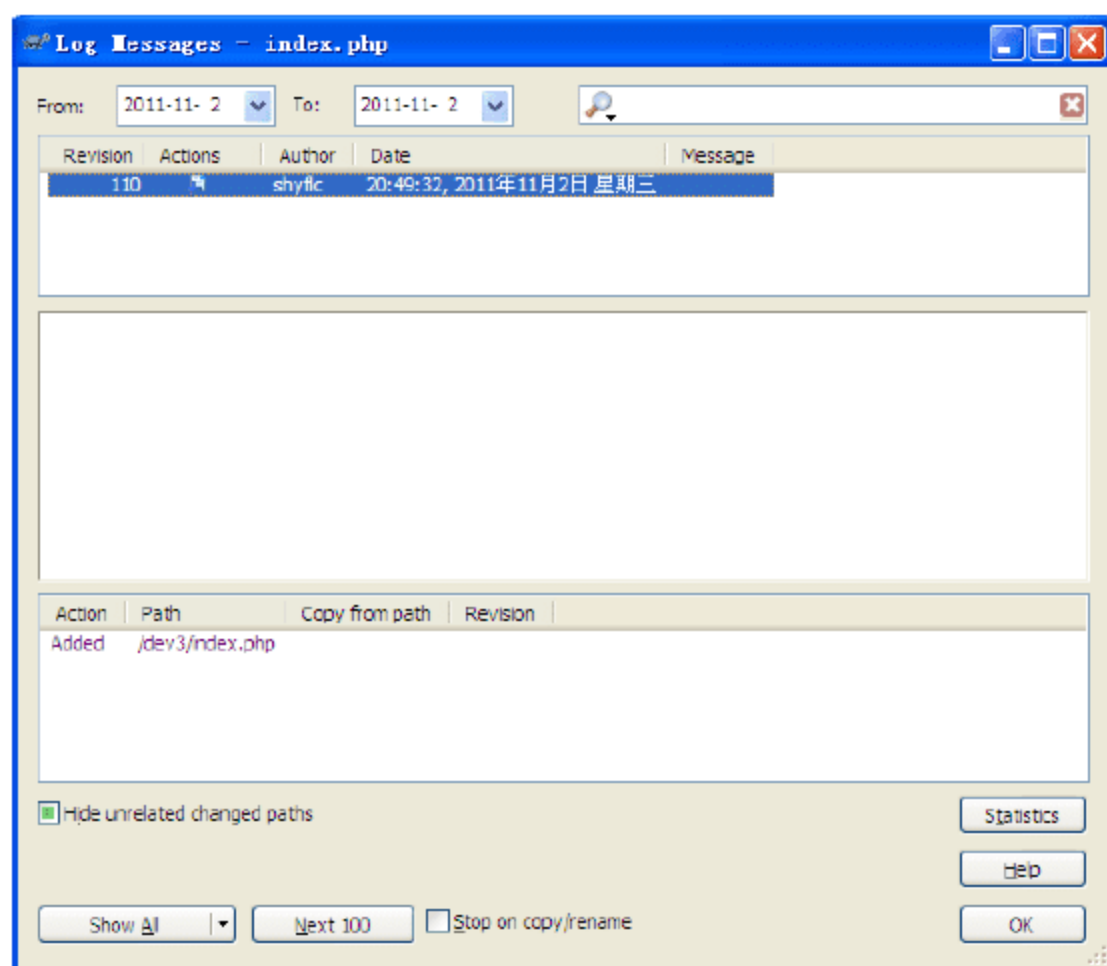 Log Messages - index.php
From: 2011-11- 2 To: 2011-11- 2
Revision Actions Author Date Message
110 shyflc 20:49:32, 2011年11月2日 星期三
Action Path Copy from path Revision
Added /dev3/index.php
Hide unrelated changed paths
Statistics
Help
Show All Next 100 Stop on copy/rename OK